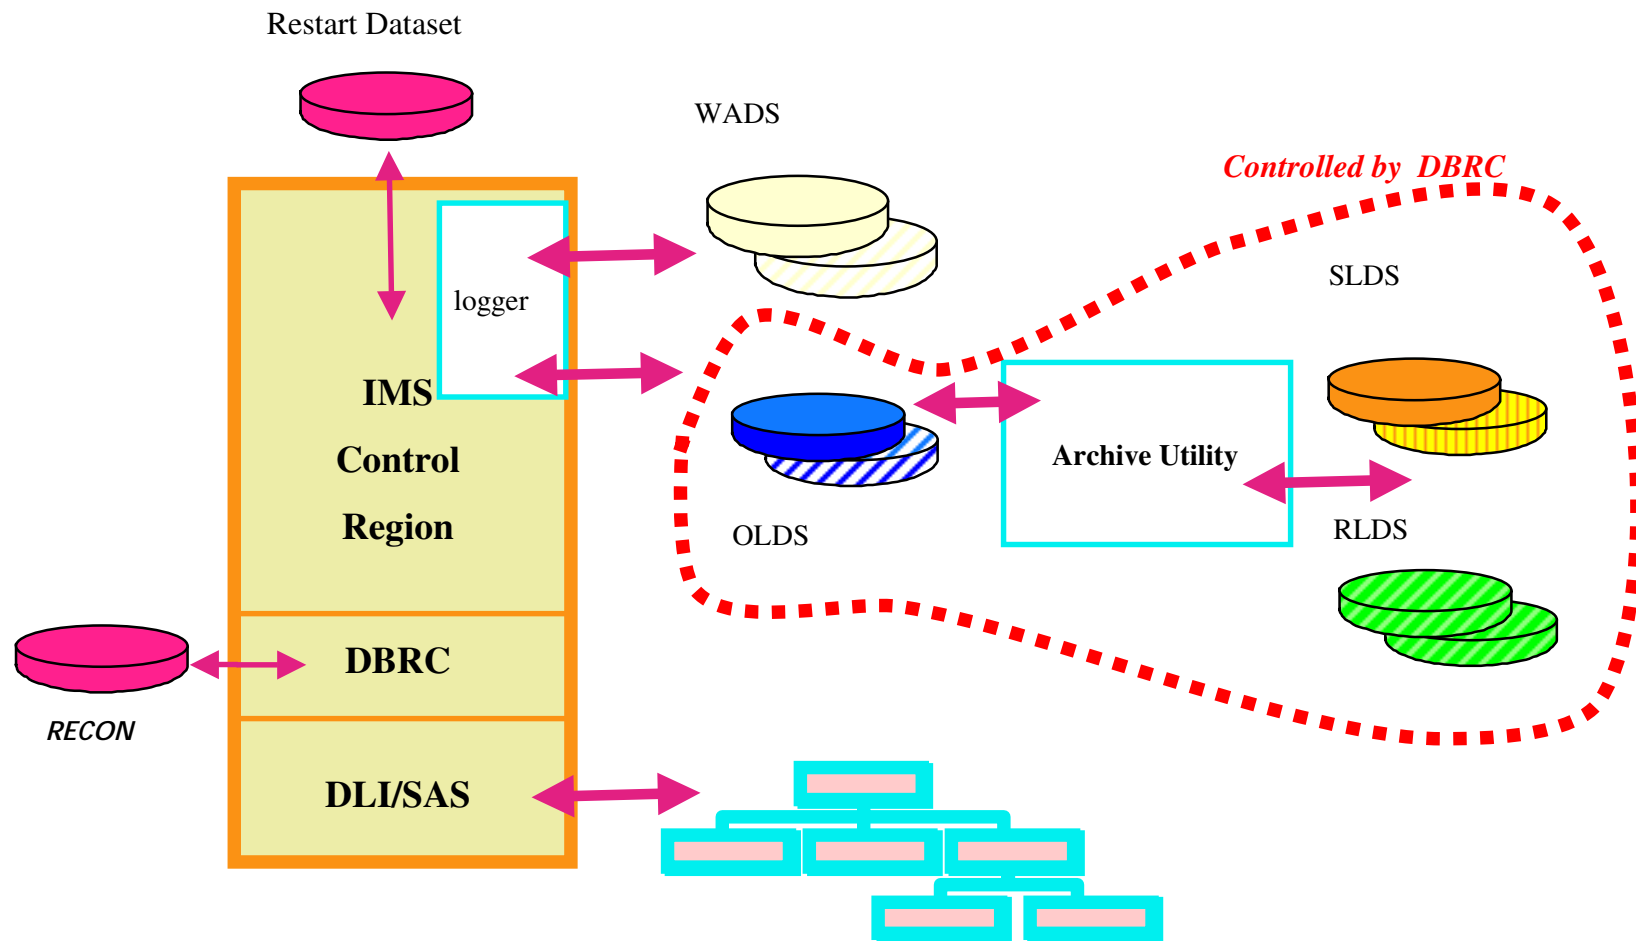 Restart Dataset
WADS
Controlled by DBRC
SLDS
logger
IMS
Control
Region
Archive Utility
OLDS
RLDS
DBRC
RECON
DLI/SAS